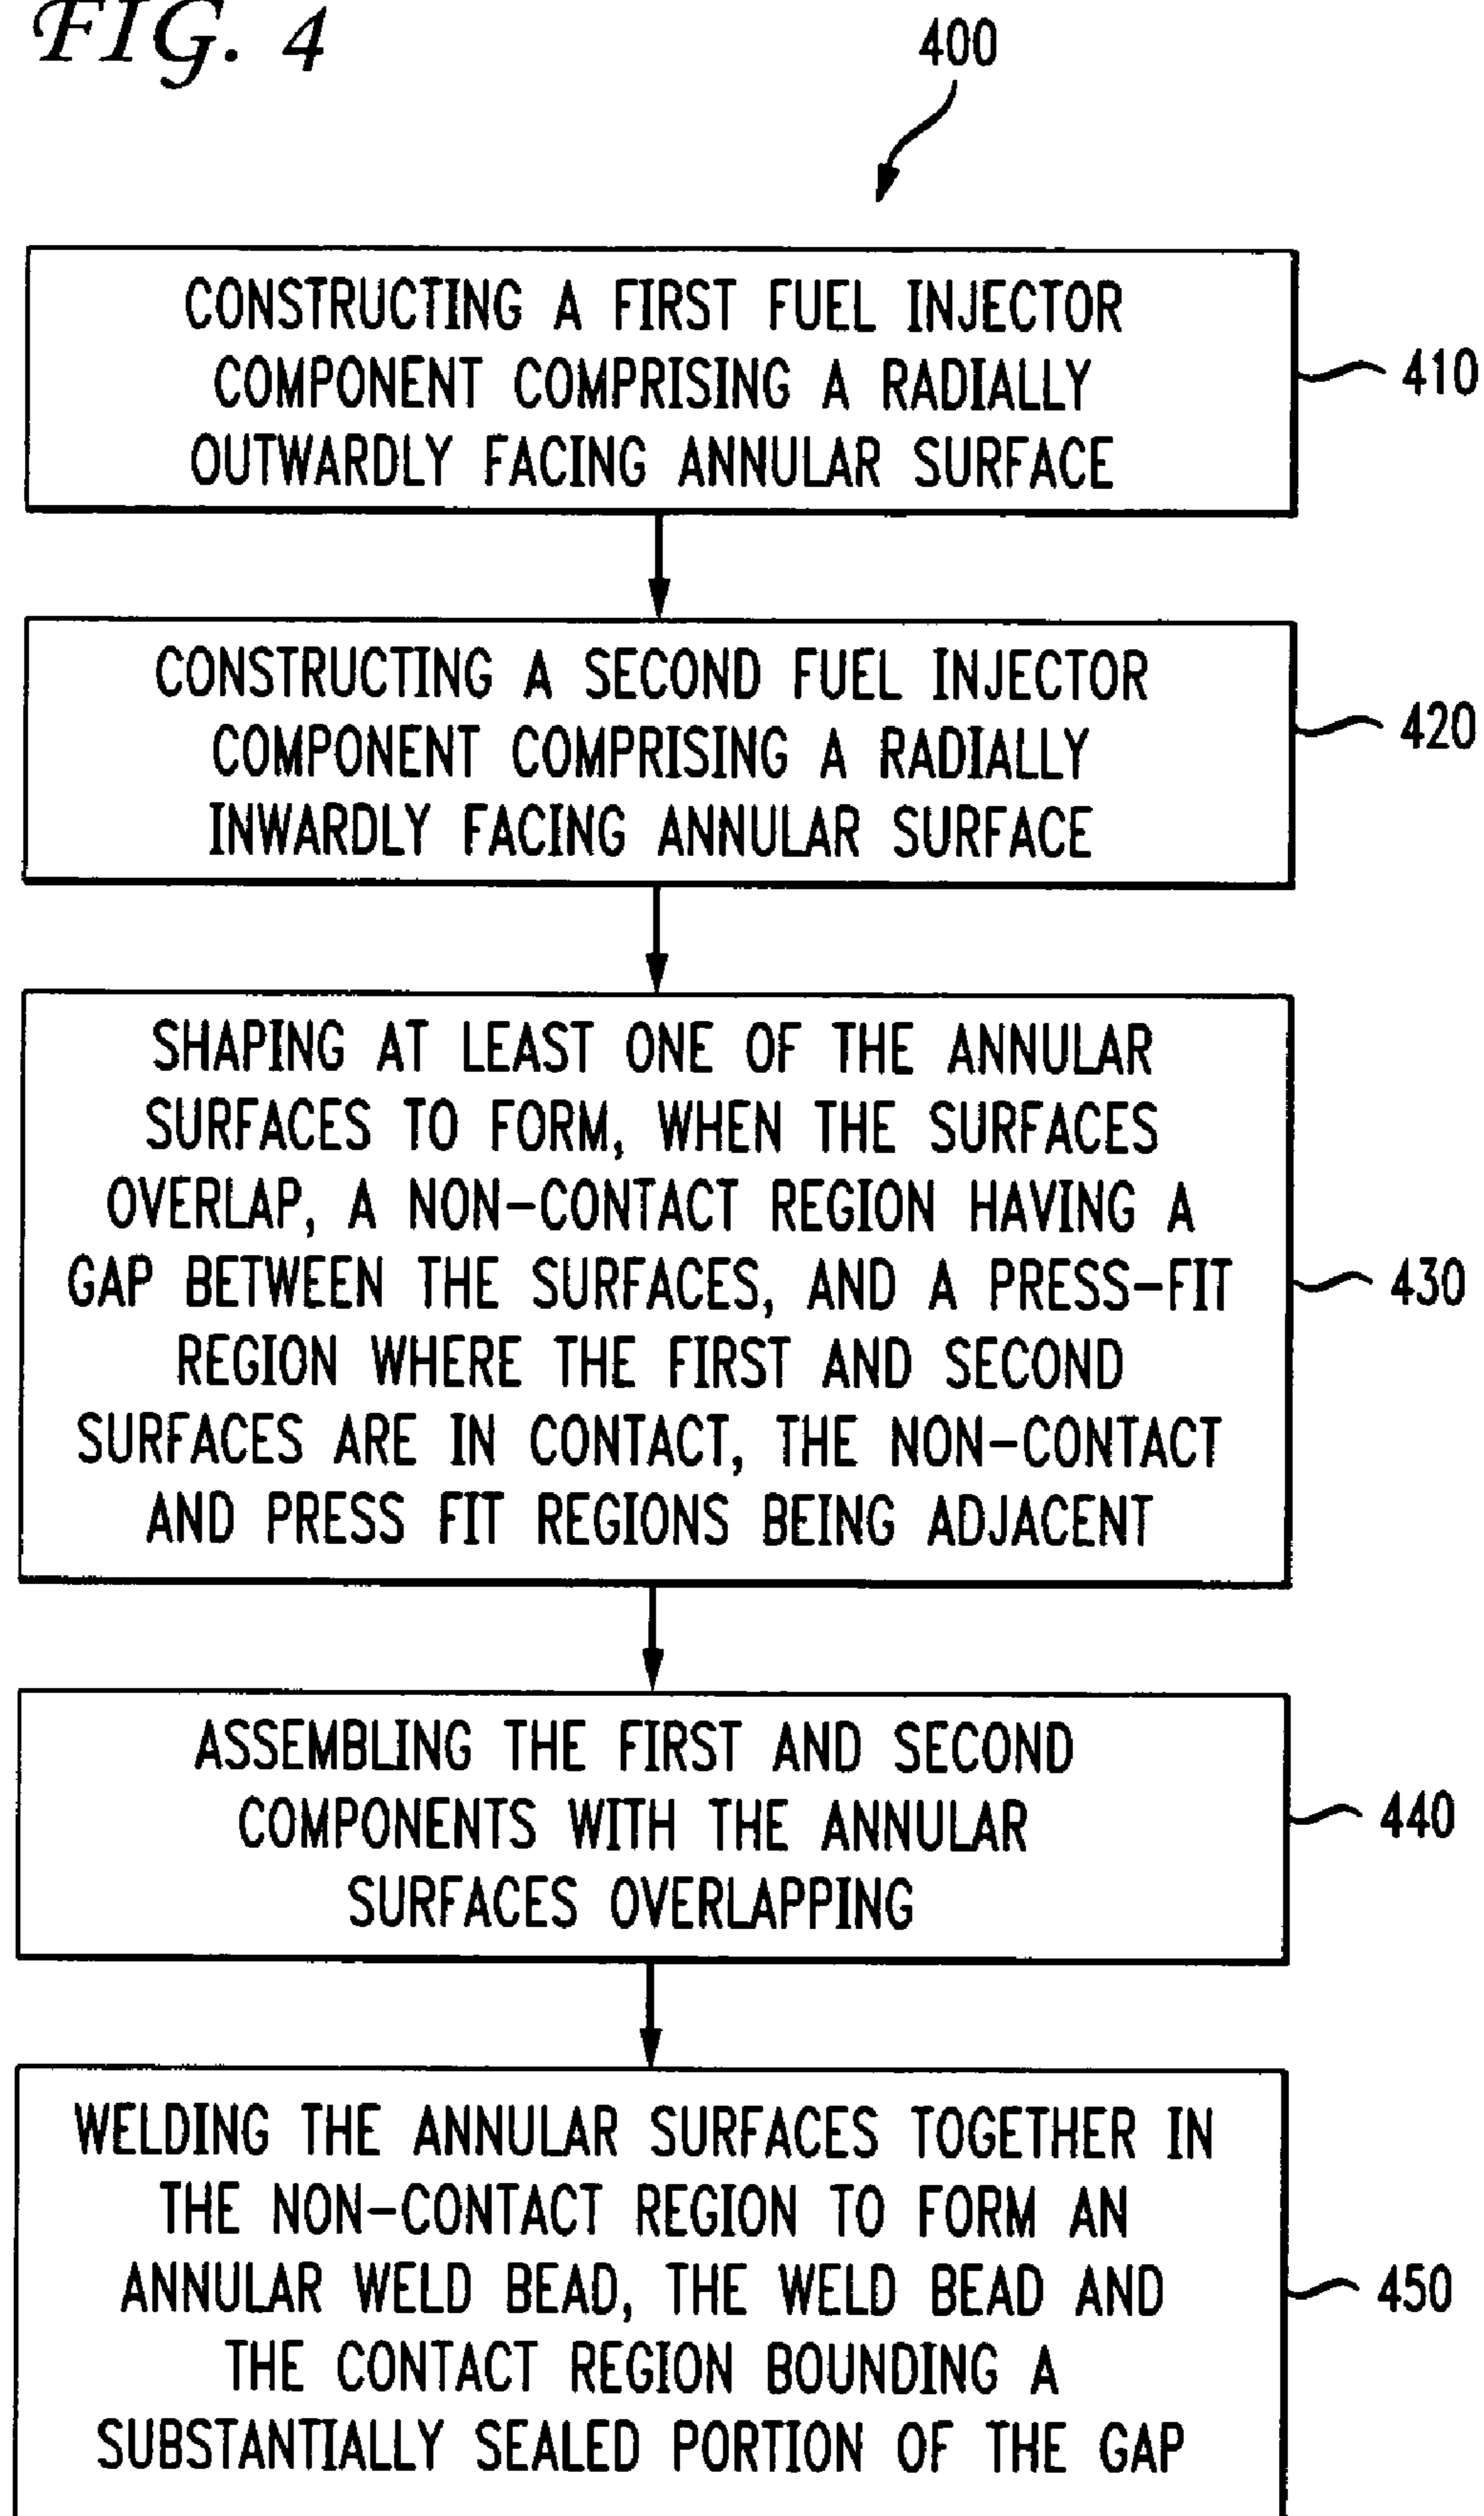 FIG. 4
400
CONSTRUCTING A FIRST FUEL INJECTOR
COMPONENT COMPRISING A RADIALLY
OUTWARDLY FACING ANNULAR SURFACE
410
CONSTRUCTING A SECOND FUEL INJECTOR
COMPONENT COMPRISING A RADIALLY
INWARDLY FACING ANNULAR SURFACE
420
SHAPING AT LEAST ONE OF THE ANNULAR
SURFACES TO FORM, WHEN THE SURFACES
OVERLAP, A NON-CONTACT REGION HAVING A
GAP BETWEEN THE SURFACES, AND A PRESS-FIT
REGION WHERE THE FIRST AND SECOND
SURFACES ARE IN CONTACT, THE NON-CONTACT
AND PRESS FIT REGIONS BEING ADJACENT
430
ASSEMBLING THE FIRST AND SECOND
COMPONENTS WITH THE ANNULAR
SURFACES OVERLAPPING
440
WELDING THE ANNULAR SURFACES TOGETHER IN
THE NON-CONTACT REGION TO FORM AN
ANNULAR WELD BEAD, THE WELD BEAD AND
THE CONTACT REGION BOUNDING A
SUBSTANTIALLY SEALED PORTION OF THE GAP
450